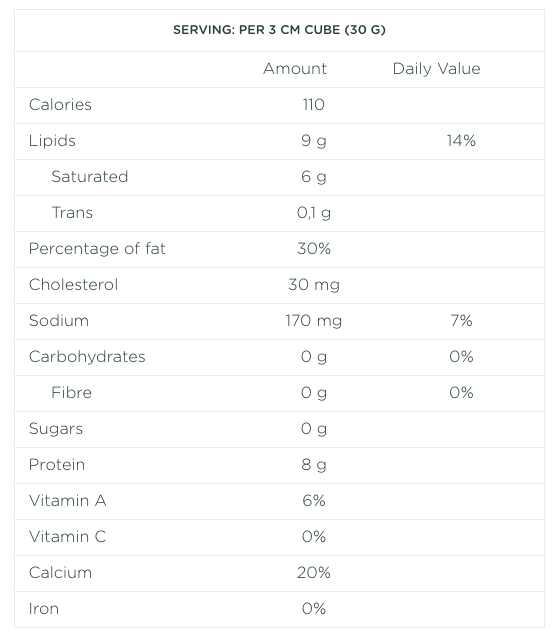 SERVING: PER 3 CM CUBE (30 G)
Amount Daily Value
Calories 110
Lipids 9 g 14%
Saturated 6 g
Trans 0,1 g
Percentage of fat 30%
Cholesterol 30 mg
Sodium 170 mg 7%
Carbohydrates 0 g 0%
Fibre 0 g 0%
Sugars 0 g
Protein 8 g
Vitamin A 6%
Vitamin C 0%
Calcium 20%
Iron 0%